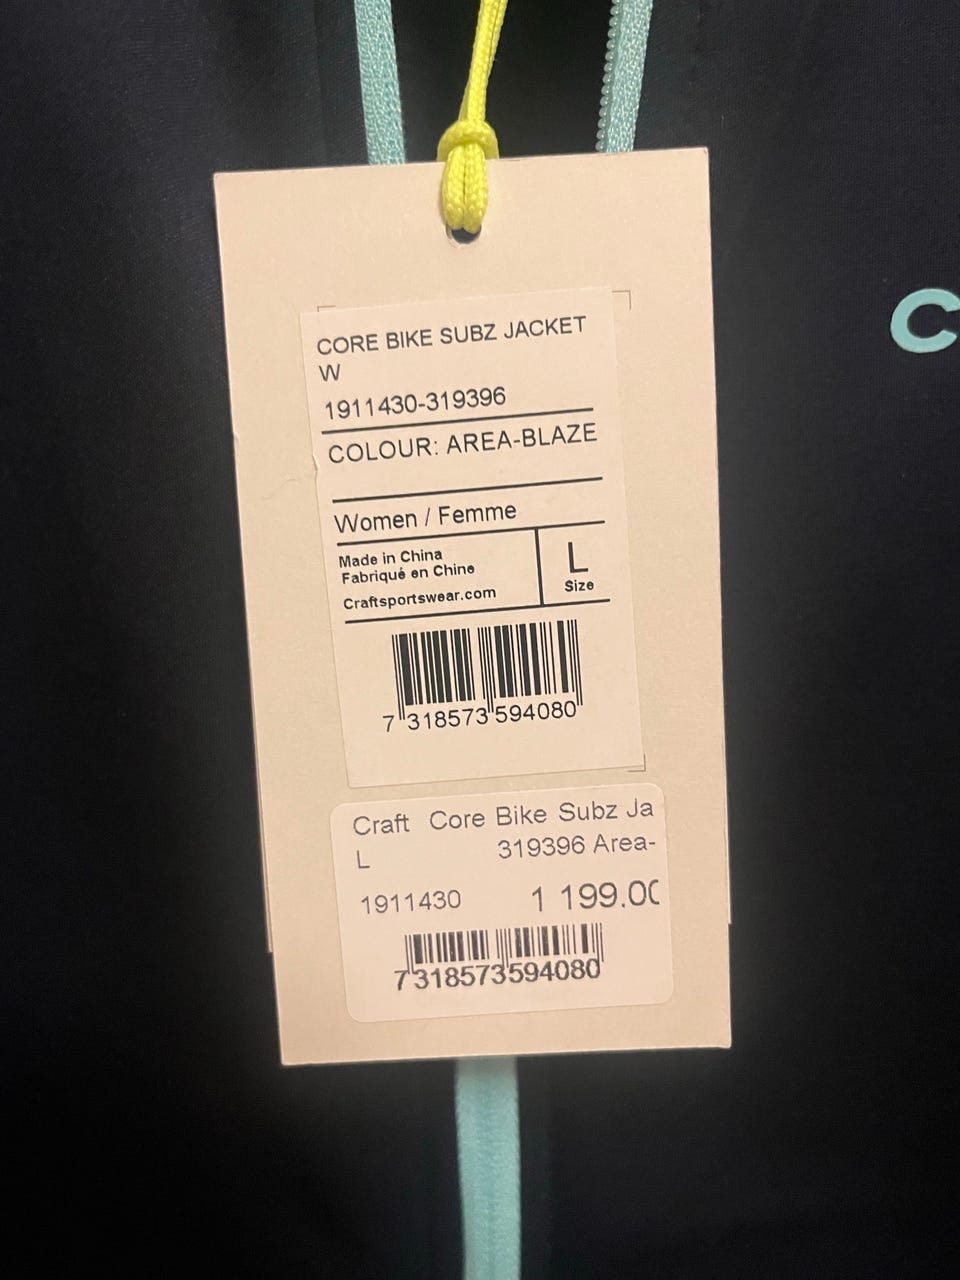 CORE BIKE SUBZ JACKET
W
1911430-319396
COLOUR: AREA-BLAZE
Women / Femme
Made in China
Fabriqué en Chine
Craftsportswear.com
L
Size
7 318573 594080
Craft Core Bike Subz Ja
L 319396 Area-
1911430 1 199.00
7318573594080
C